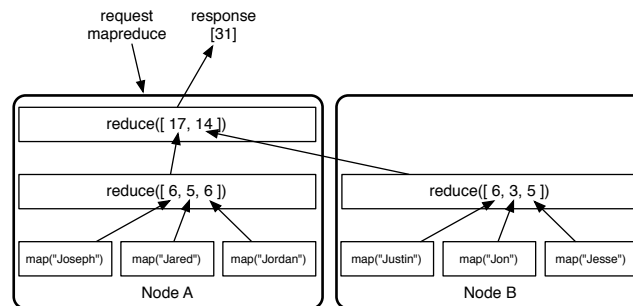 request
mapreduce
response
[31]
reduce([ 17, 14 ])
reduce([ 6, 5, 6 ])
map("Joseph")
map("Jared")
map("Jordan")
Node A
reduce([ 6, 3, 5 ])
map("Justin")
map("Jon")
map("Jesse")
Node B